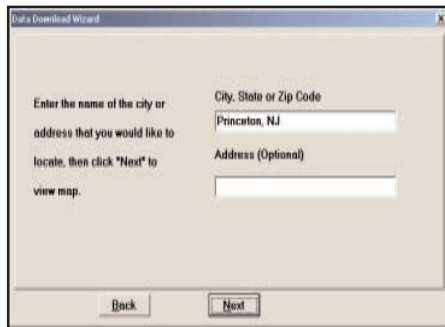 Data Download Wizard
x
Enter the name of the city or
address that you would like to
locate, then click "Next" to
view map.
City, State or Zip Code
Princeton, NJ
Address (Optional)
Back
Next